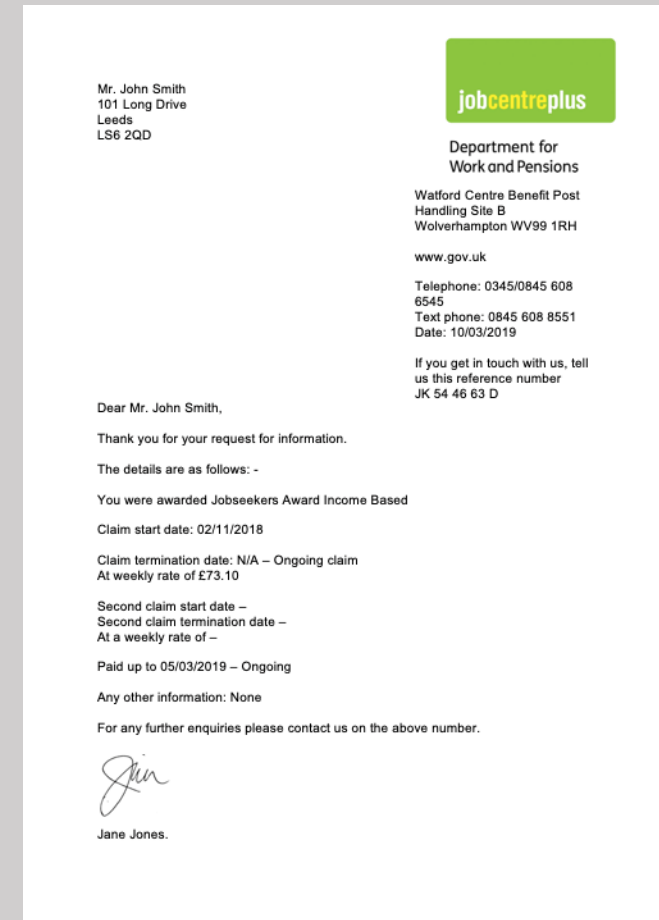 Mr. John Smith
101 Long Drive
Leeds
LS6 2QD
jobcentreplus
Department for
Work and Pensions
Watford Centre Benefit Post
Handling Site B
Wolverhampton WV99 1RH
www.gov.uk
Telephone: 0345/0845 608
6545
Text phone: 0845 608 8551
Date: 10/03/2019
If you get in touch with us, tell
us this reference number
JK 54 46 63 D
Dear Mr. John Smith,
Thank you for your request for information.
The details are as follows: -
You were awarded Jobseekers Award Income Based
Claim start date: 02/11/2018
Claim termination date: N/A – Ongoing claim
At weekly rate of £73.10
Second claim start date –
Second claim termination date –
At a weekly rate of –
Paid up to 05/03/2019 – Ongoing
Any other information: None
For any further enquiries please contact us on the above number.
Jane Jones.